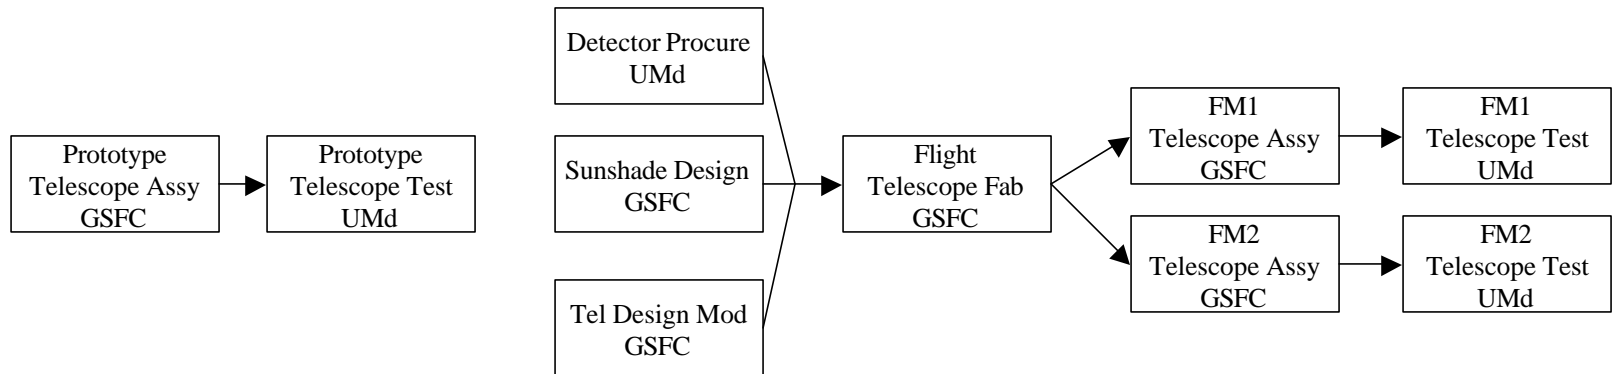 Prototype
Telescope Assy
GSFC
Prototype
Telescope Test
UMd
Detector Procure
UMd
Sunshade Design
GSFC
Tel Design Mod
GSFC
Flight
Telescope Fab
GSFC
FM1
Telescope Assy
GSFC
FM1
Telescope Test
UMd
FM2
Telescope Assy
GSFC
FM2
Telescope Test
UMd